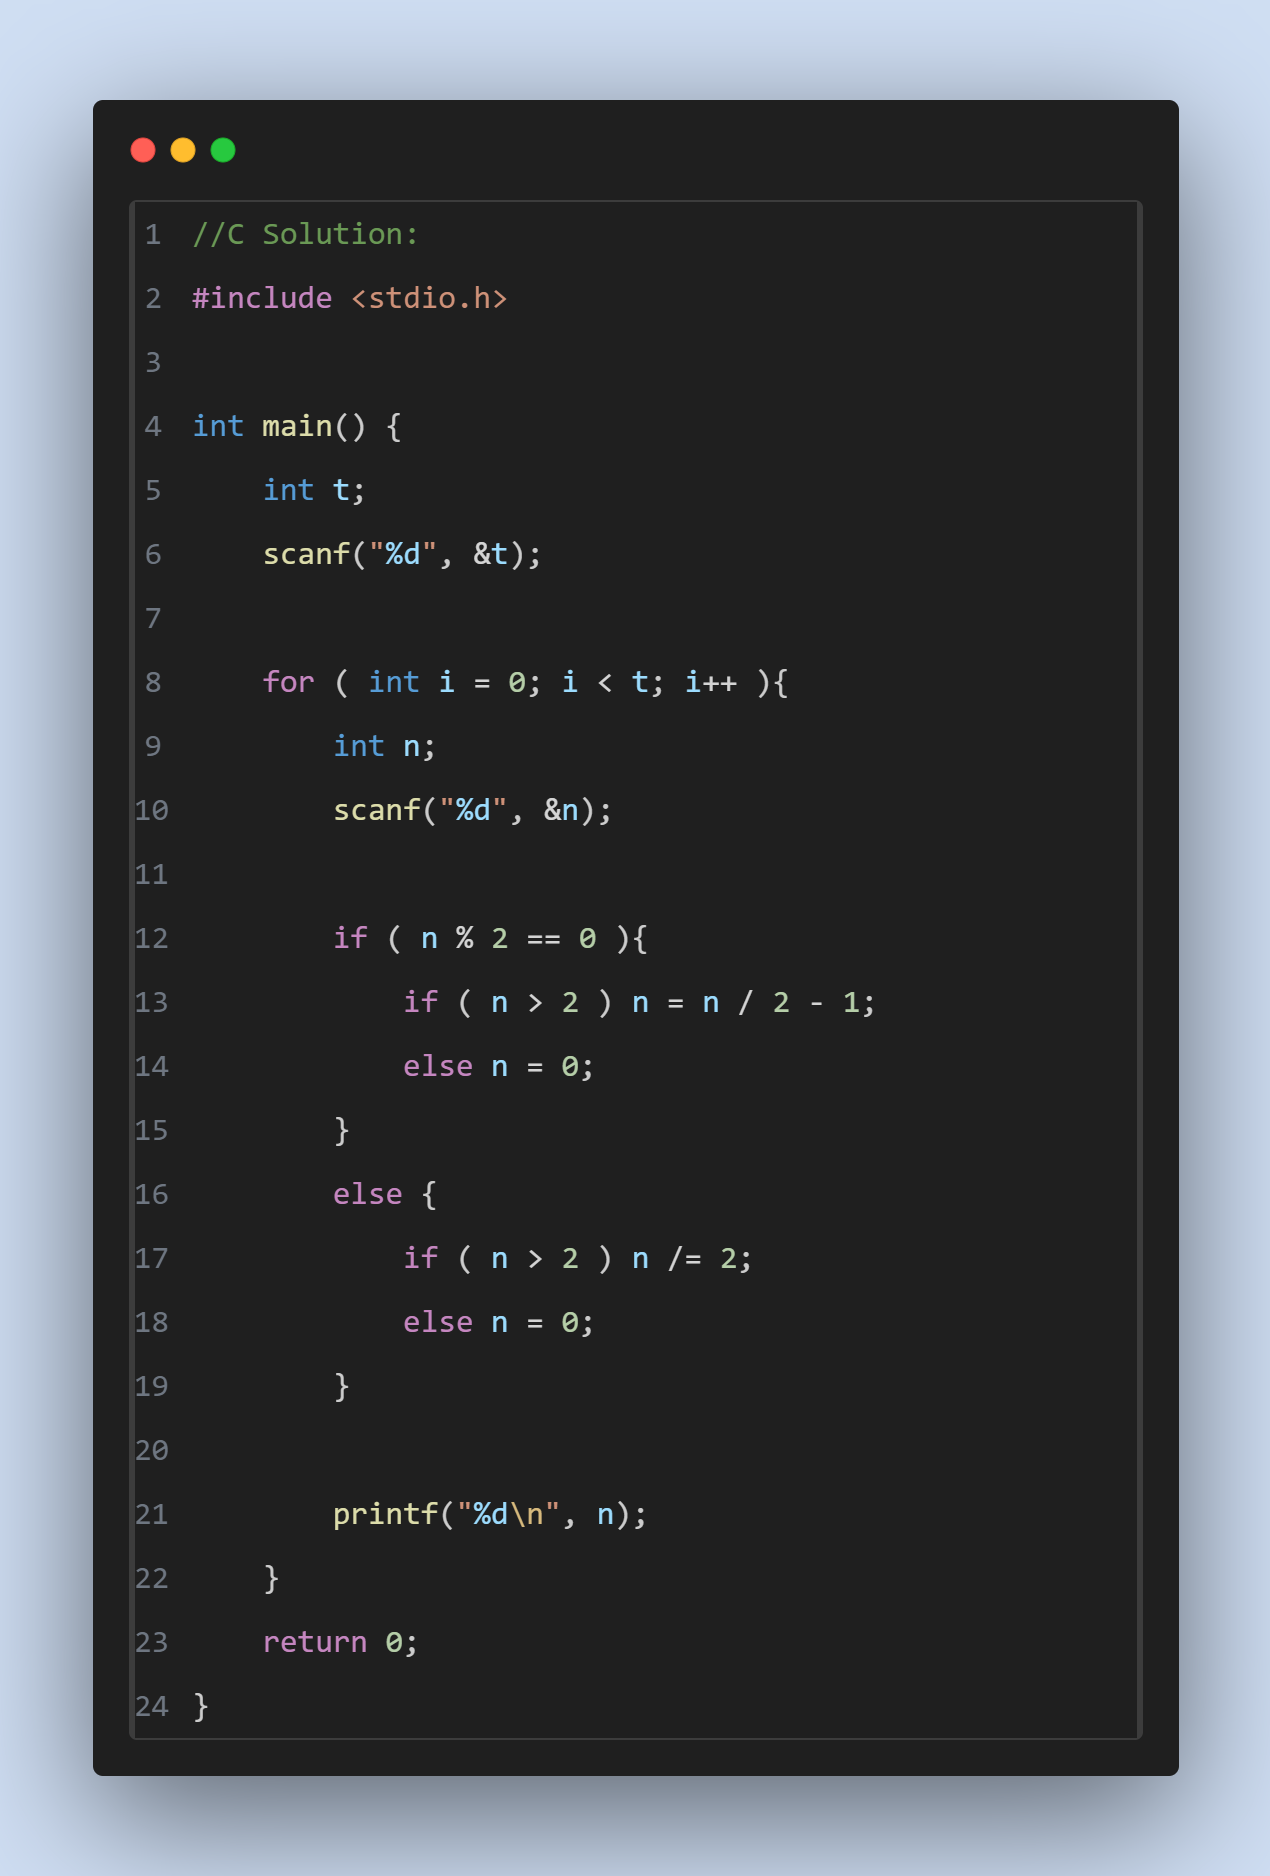 1 //C Solution:
2 #include <stdio.h>
3
4 int main() {
5     int t;
6     scanf("%d", &t);
7
8     for ( int i = 0; i < t; i++ ){
9         int n;
10         scanf("%d", &n);
11
12         if ( n % 2 == 0 ){
13             if ( n > 2 ) n = n / 2 - 1;
14             else n = 0;
15         }
16         else {
17             if ( n > 2 ) n /= 2;
18             else n = 0;
19         }
20
21         printf("%d\n", n);
22     }
23     return 0;
24 }